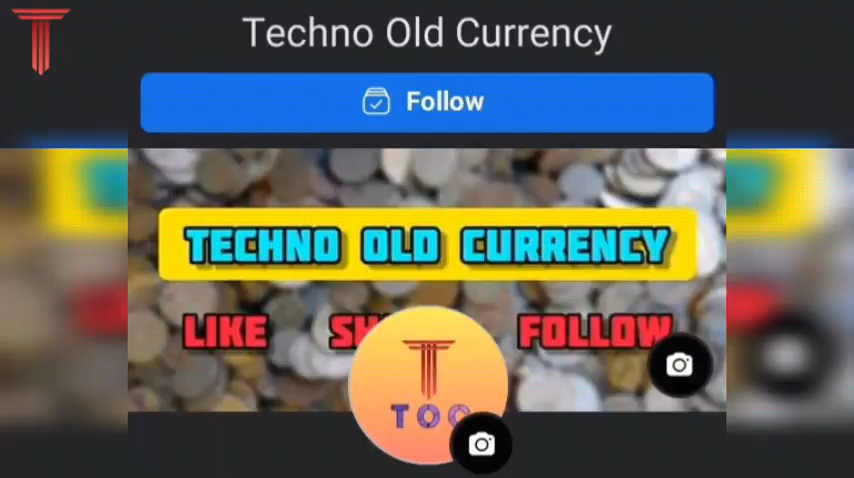 Techno Old Currency
Follow
TECHNO OLD CURRENCY
LIKE FOLLOW
TOC